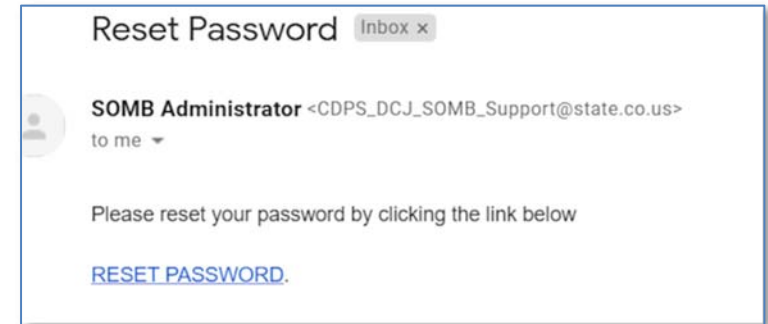 Reset Password Inbox x
SOMB Administrator <CDPS_DCJ_SOMB_Support@state.co.us>
to me
Please reset your password by clicking the link below
RESET PASSWORD.